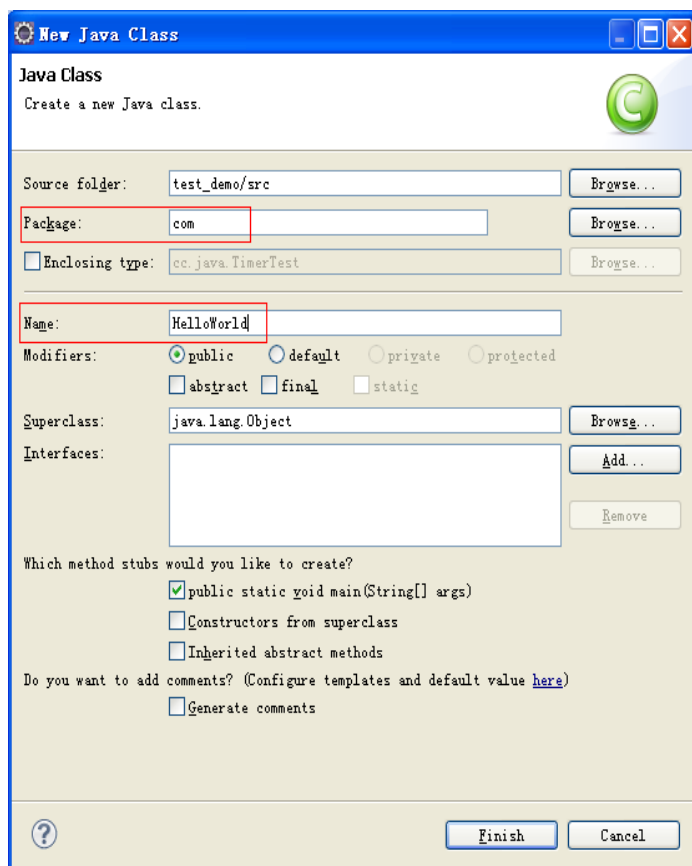 New Java Class
Java Class
Create a new Java class.
Source folder: test_demo/src Browse...
Package: com Browse...
Enclosing type: cc.java.TimerTest Browse...
Name: HelloWorld
Modifiers: public default private protected
abstract final static
Superclass: java.lang.Object Browse...
Interfaces: Add...
Remove
Which method stubs would you like to create?
public static void main(String[] args)
Constructors from superclass
Inherited abstract methods
Do you want to add comments? (Configure templates and default value here)
Generate comments
? Finish Cancel